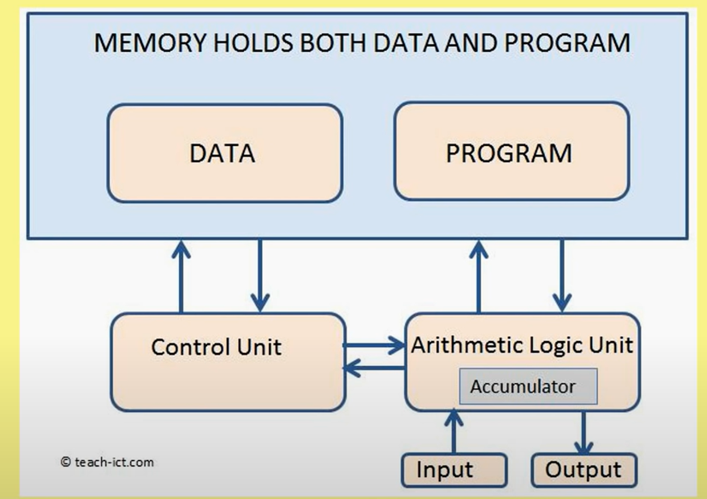 MEMORY HOLDS BOTH DATA AND PROGRAM
DATA
PROGRAM
Control Unit
Arithmetic Logic Unit
Accumulator
© teach-ict.com
Input
Output